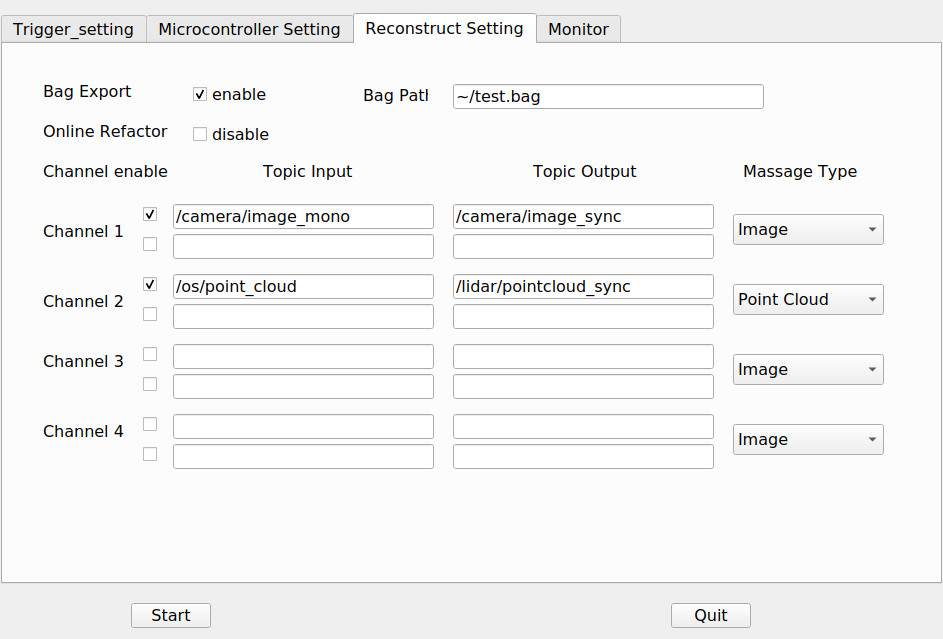 Trigger_setting Microcontroller Setting Reconstruct Setting Monitor
Bag Export enable Bag Patl ~/test.bag
Online Refactor disable
Channel enable Topic Input Topic Output Massage Type
Channel 1 /camera/image_mono /camera/image_sync Image
Channel 2 /os/point_cloud /lidar/pointcloud_sync Point Cloud
Channel 3 Image
Channel 4 Image
Start Quit